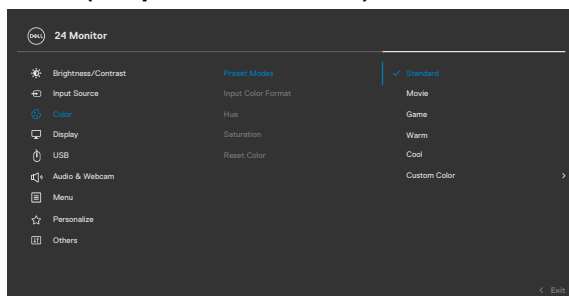 DELL 24 Monitor
Brightness/Contrast Preset Modes Standard
Input Source Input Color Format Movie
Color Hue Game
Display Saturation Warm
USB Reset Color Cool
Audio & Webcam Custom Color >
Menu
Personalize
Others
< Exit